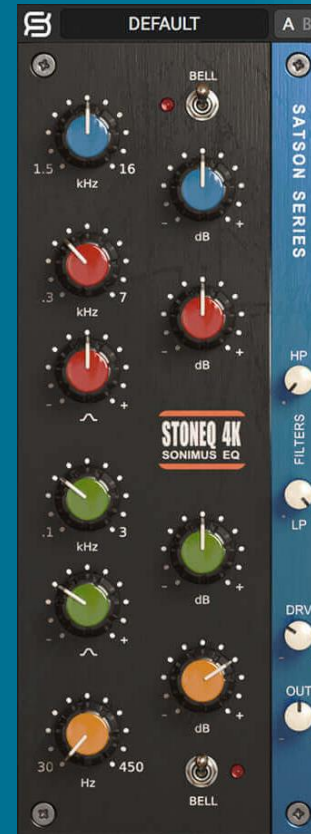 DEFAULT
A B
BELL
1.5 16
kHz
- +
dB
.3 7
kHz
- +
dB
- +
STONEQ 4K
SONIMUS EQ
.1 3
kHz
- +
dB
- +
- +
dB
30 450
Hz
BELL
SATSON SERIES
HP
FILTERS
LP
DRV
-
OUT
-